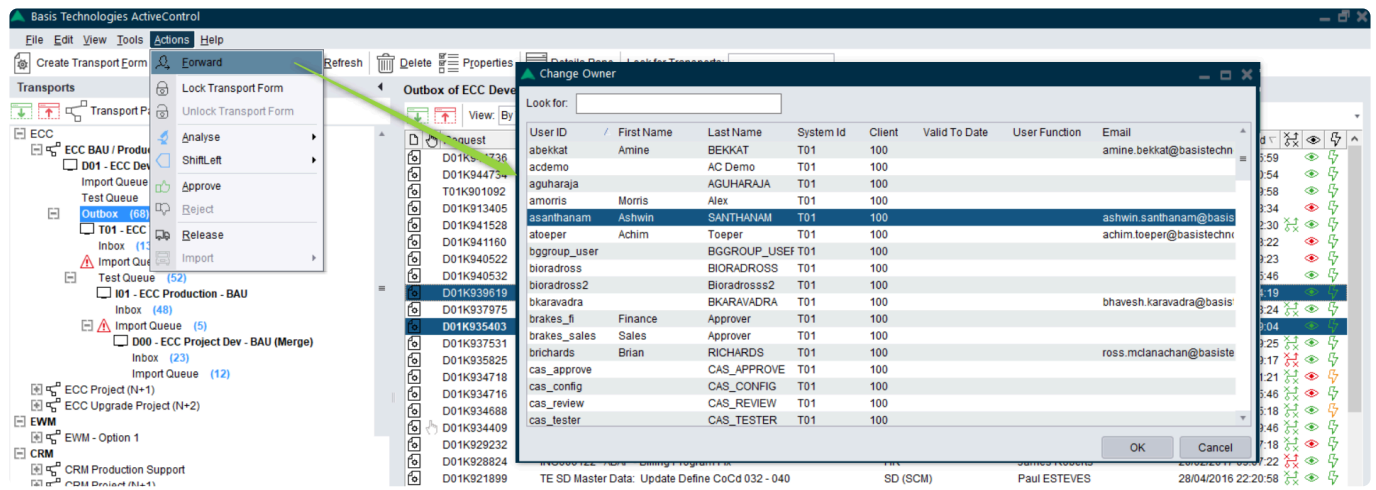 Basis Technologies ActiveControl
File Edit View Tools Actions Help
Create Transport Form Refresh Delete Properties
Forward
Lock Transport Form
Unlock Transport Form
Analyse
ShiftLeft
Approve
Reject
Release
Import
Transports
Transport
ECC
ECC BAU /
D01 - ECC
Import Queue
Test Queue
Outbox (68)
T01 - ECC
Inbox
Import
Test Queue (52)
I01 - ECC Production - BAU
Inbox (48)
Import Queue (5)
D00 - ECC Project Dev - BAU (Merge)
Inbox (23)
Import Queue (12)
ECC Project (N+1)
ECC Upgrade Project (N+2)
EWM
EWM - Option 1
CRM
CRM Production Support
CRM Project (N+1)
Outbox of ECC
View: By
Request
D01K944734
T01K901092
D01K913405
D01K941528
D01K941160
D01K940522
D01K940532
D01K939619
D01K937975
D01K935403
D01K937531
D01K935825
D01K934718
D01K934716
D01K934688
D01K934409
D01K929232
D01K928824
D01K921899 TE SD Master Data: Update Define CoCd 032 - 040 SD (SCM) Paul ESTEVES 28/04/2016 22:20:58
Change Owner
Look for:
User ID First Name Last Name System Id Client Valid To Date User Function Email
abekkat Amine BEKKAT T01 100 amine.bekkat@basistechn
acdemo AC Demo T01 100
aguharaja AGUHARAJA T01 100
amorris Morris Alex T01 100
asanthanam Ashwin SANTHANAM T01 100 ashwin.santhanam@basis
atoeper Achim Toeper T01 100 achim.toeper@basistechn
bggroup_user BGGROUP_USER T01 100
bioradross BIORADROSS T01 100
bioradross2 Bioradrosss2 T01 100
bkaravadra BKARAVADRA T01 100 bhavesh.karavadra@basis
brakes_fi Finance Approver T01 100
brakes_sales Sales Approver T01 100
brichards Brian RICHARDS T01 100 ross.mclanachan@basiste
cas_approve CAS_APPROVE T01 100
cas_config CAS_CONFIG T01 100
cas_review CAS_REVIEW T01 100
cas_tester CAS_TESTER T01 100
OK Cancel